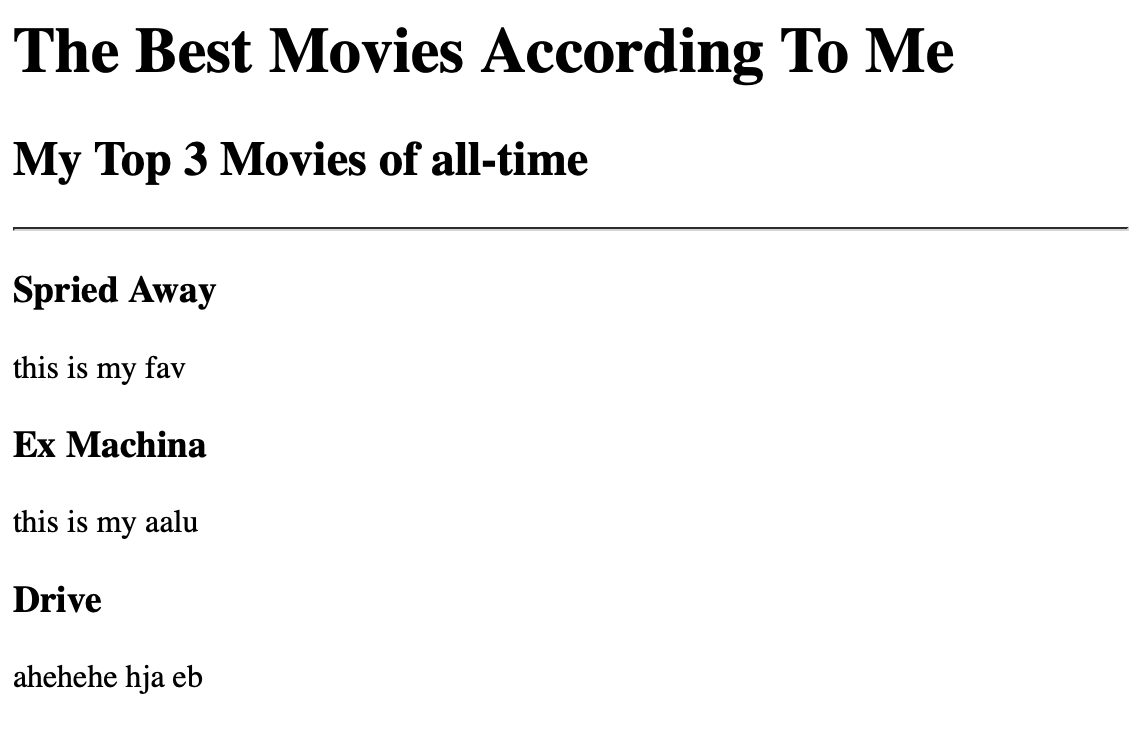 The Best Movies According To Me
My Top 3 Movies of all-time
Spried Away
this is my fav
Ex Machina
this is my aalu
Drive
ahehehe hja eb